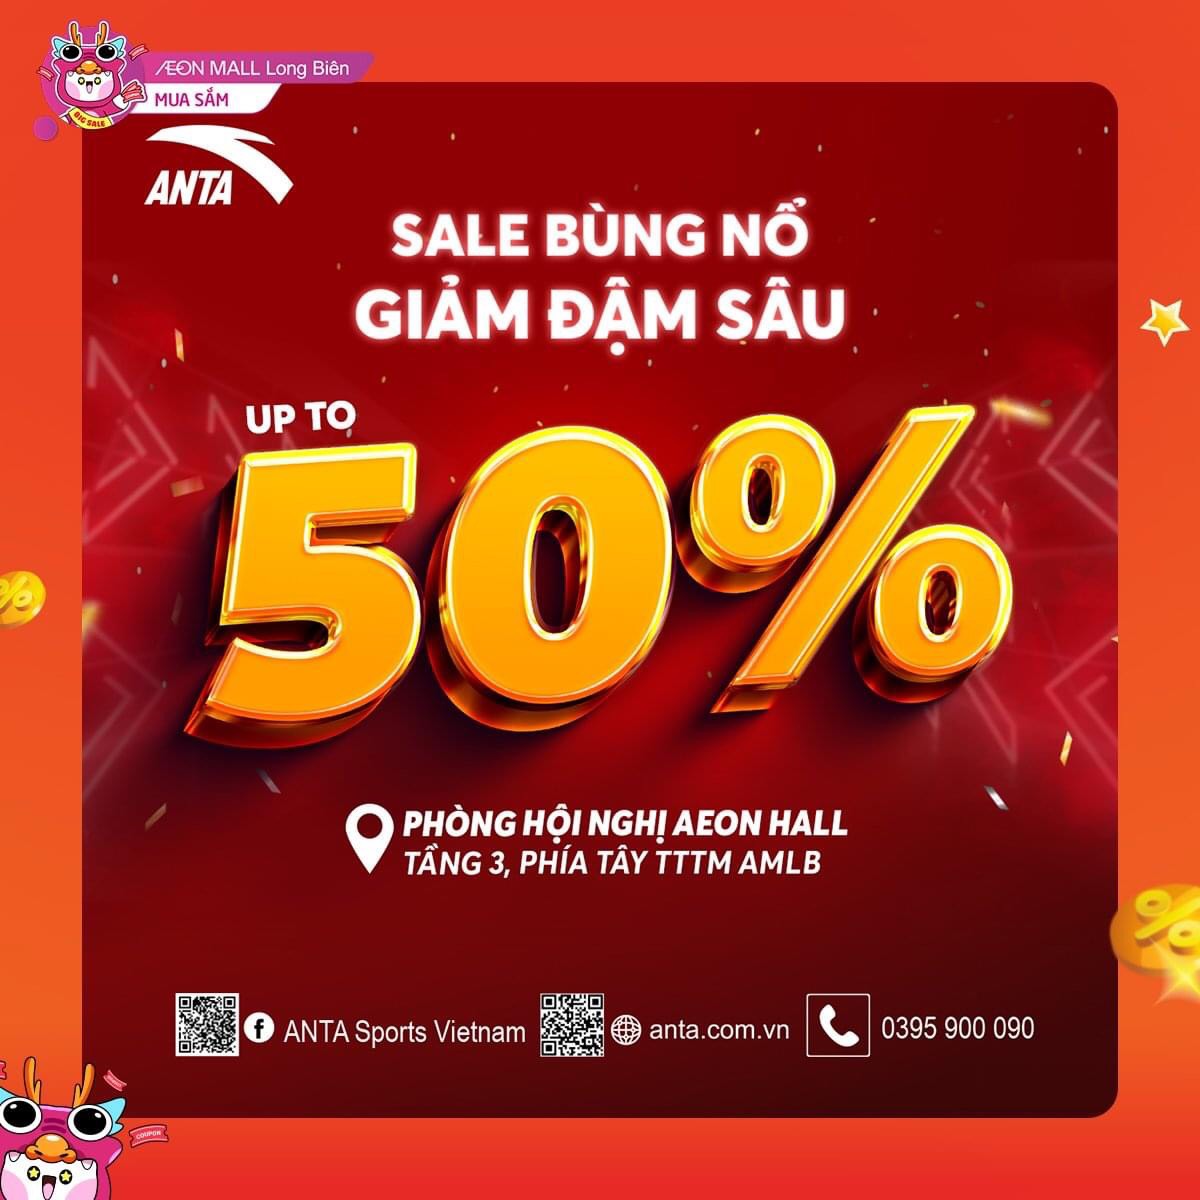 ÆON MALL Long Biên
MUA SẮM
BIG SALE
ANTA
SALE BÙNG NỔ
GIẢM ĐẬM SÂU
UP TO
50%
PHÒNG HỘI NGHỊ AEON HALL
TẦNG 3, PHÍA TÂY TTTM AMLB
ANTA Sports Vietnam
anta.com.vn
0395 900 090
COUPON